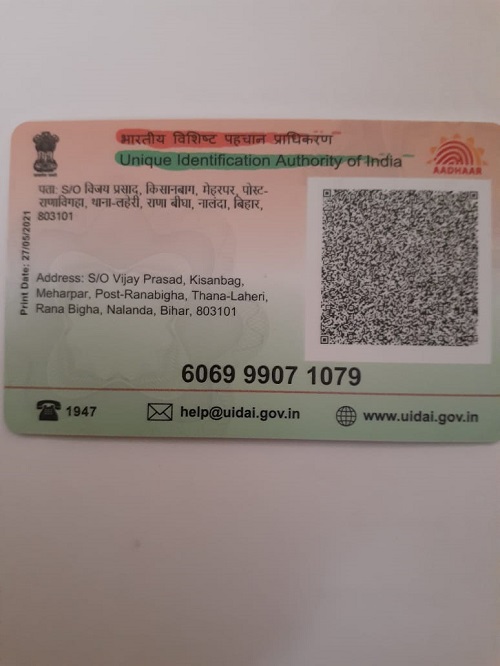 भारतीय विशिष्ट पहचान प्राधिकरण
Unique Identification Authority of India
AADHAAR
पता: S/O विजय प्रसाद, किसानबाग, मेहरपर, पोस्ट-
राणाविगहा, थाना-लहेरी, राणा बीघा, नालंदा, बिहार,
803101
Print Date: 27/05/2021
Address: S/O Vijay Prasad, Kisanbag,
Meharpar, Post-Ranabigha, Thana-Laheri,
Rana Bigha, Nalanda, Bihar, 803101
6069 9907 1079
1947 help@uidai.gov.in www.uidai.gov.in